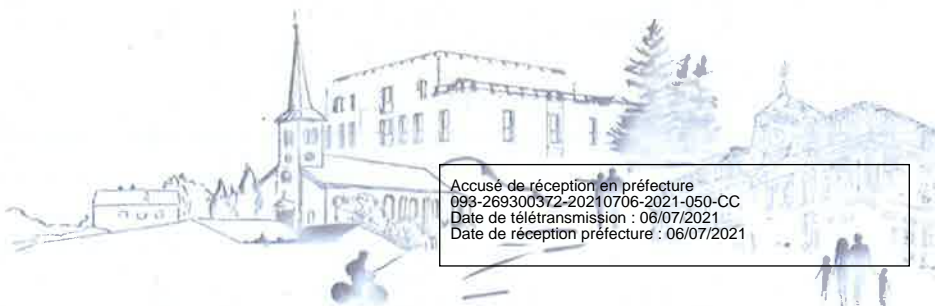 Accusé de réception en préfecture
093-269300372-20210706-2021-050-CC
Date de télétransmission : 06/07/2021
Date de réception préfecture : 06/07/2021